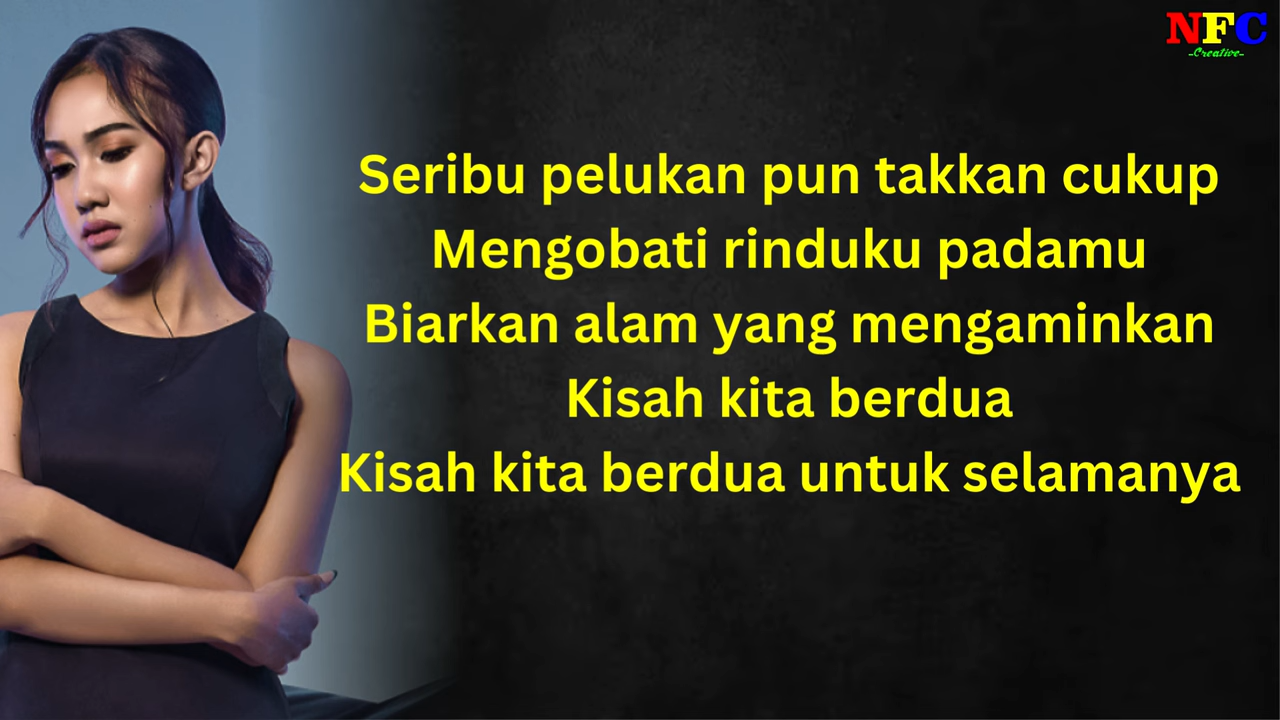 NFC
-Creative-
Seribu pelukan pun takkan cukup
Mengobati rinduku padamu
Biarkan alam yang mengaminkan
Kisah kita berdua
Kisah kita berdua untuk selamanya